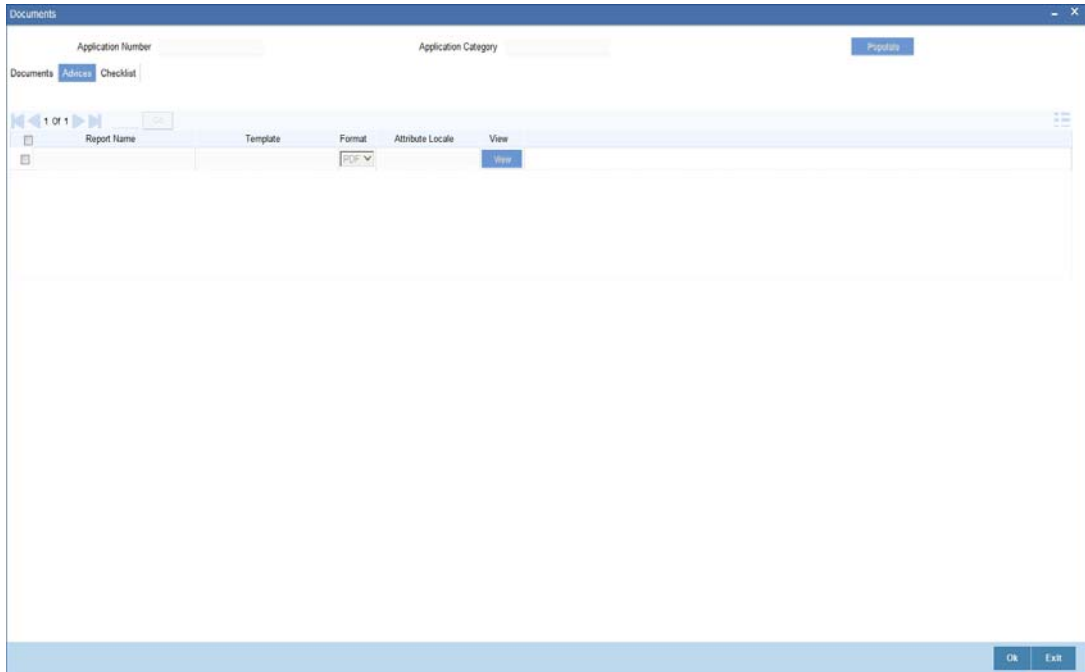 Documents
Application Number Application Category Populate
Documents Advices Checklist
1 Of 1 Go
Report Name Template Format Attribute Locale View
PDF View
Ok Exit